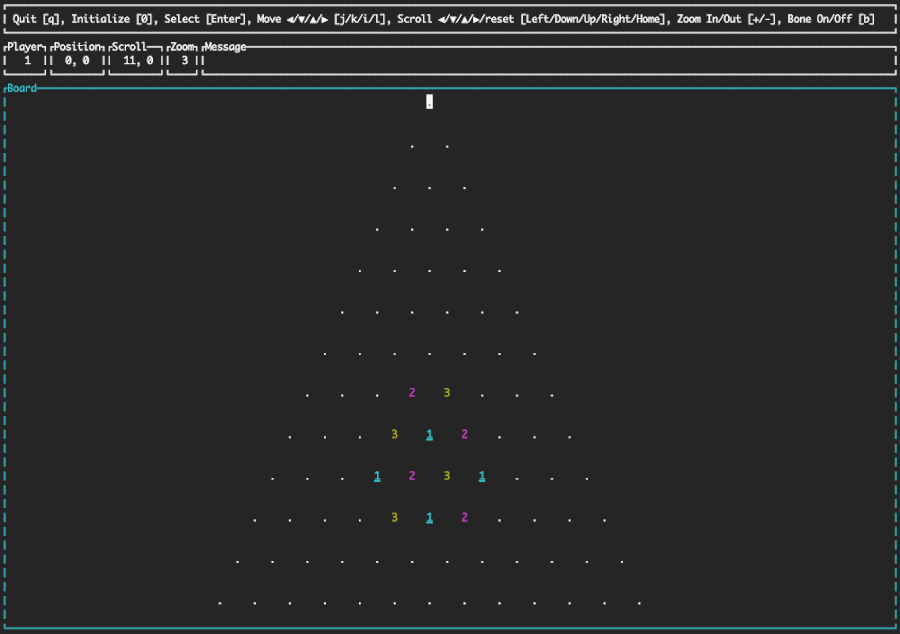 Quit [q], Initialize [0], Select [Enter], Move ◀/▼/▲/▶ [j/k/i/l], Scroll ◀/▼/▲/▶/reset [Left/Down/Up/Right/Home], Zoom In/Out [+/-], Bone On/Off [b]
Player Position Scroll Zoom Message
1 0, 0 11, 0 3
Board
.
. .
. . .
. . . .
. . . . .
. . . . . .
. . . . . . .
. . . 2 3 . . .
. . . 3 1 2 . . .
. . . 1 2 3 1 . . .
. . . . 3 1 2 . . . .
. . . . . . . . . . . .
. . . . . . . . . . . . .